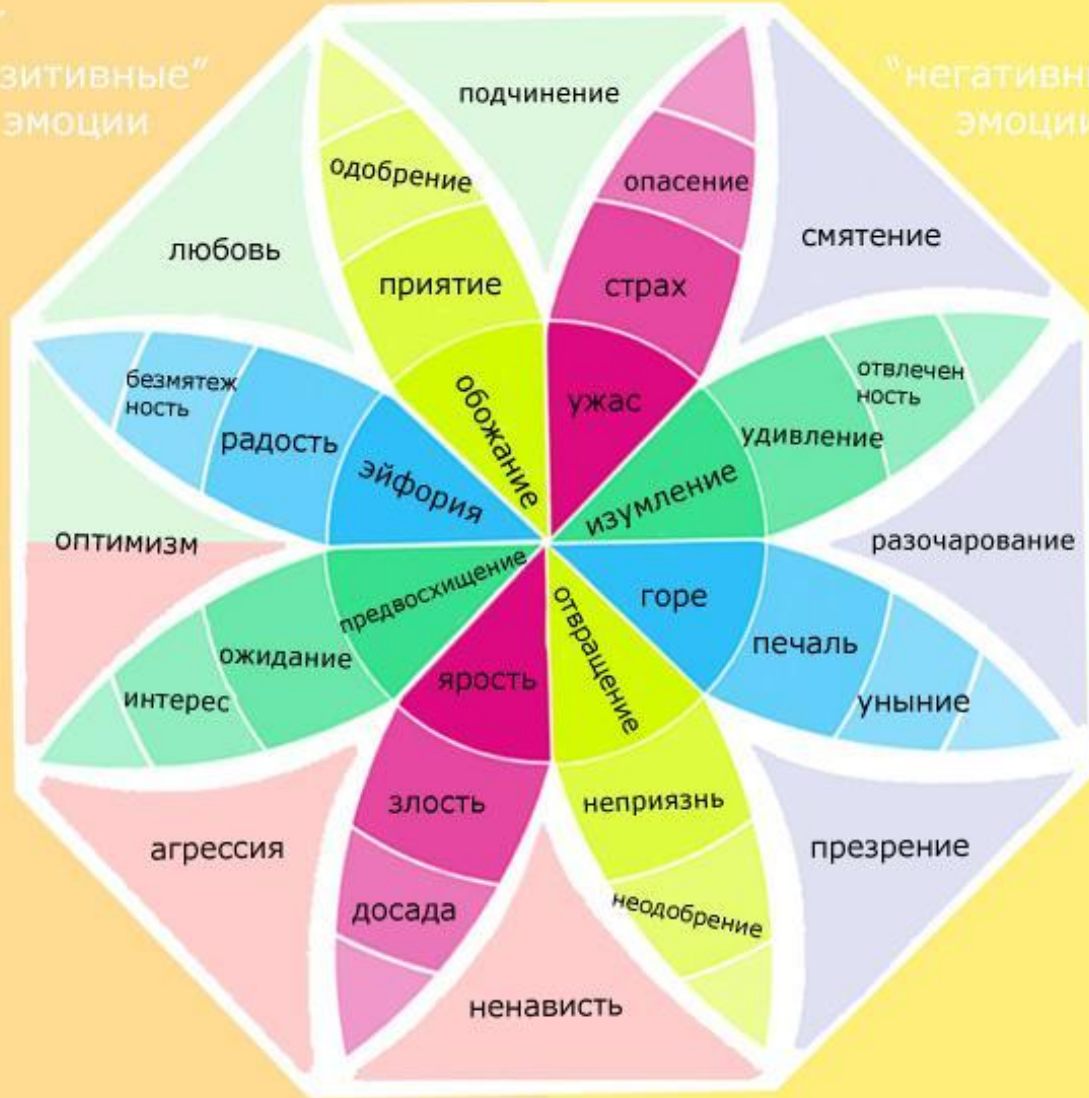 зитивные"
эмоции
"негативн
эмоции
подчинение
одобрение
опасение
любовь
смятение
приятие
страх
безмятеж
ность
радость
эйфория
обожание
ужас
изумление
удивление
отвлечен
ность
оптимизм
разочарование
предвосхищение
ожидание
интерес
горе
печаль
уныние
ярость
отвращение
злость
неприязнь
агрессия
презрение
досада
неодобрение
ненависть